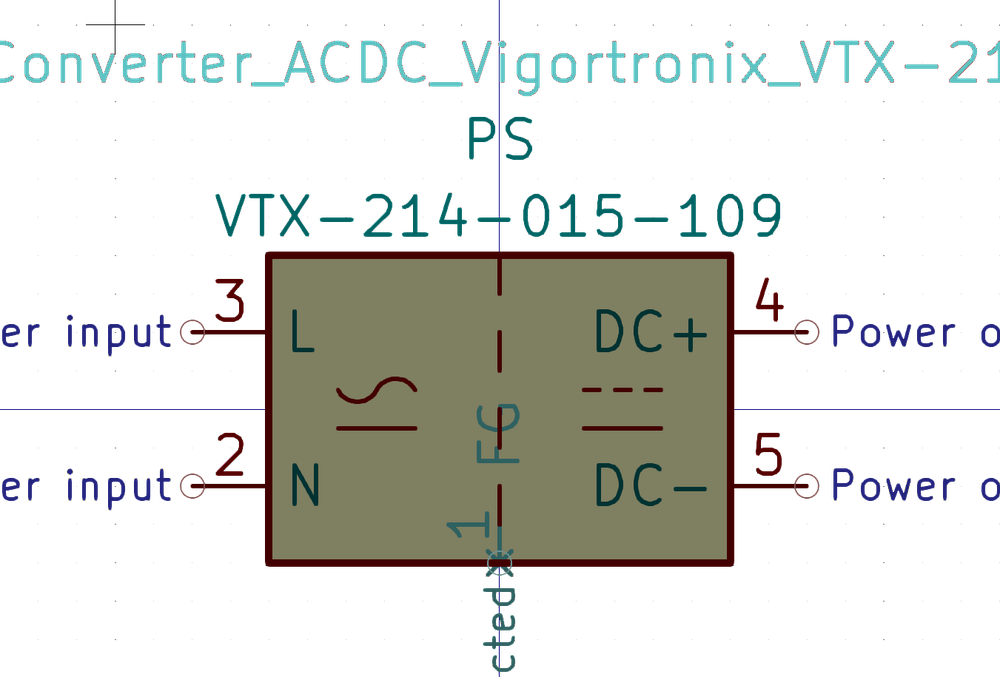 Converter_ACDC_Vigortronix_VTX-21
PS
VTX-214-015-109
er input 3 L DC+ 4 Power o
FG
er input 2 N DC- 5 Power o
1
cted